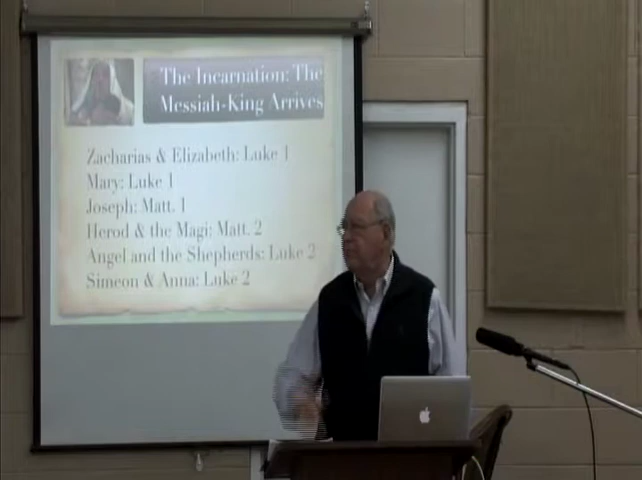 The Incarnation: The
Messiah-King Arrives
Zacharias & Elizabeth: Luke 1
Mary: Luke 1
Joseph: Matt. 1
Herod & the Magi: Matt. 2
Angel and the Shepherds: Luke 2
Simeon & Anna: Luke 2